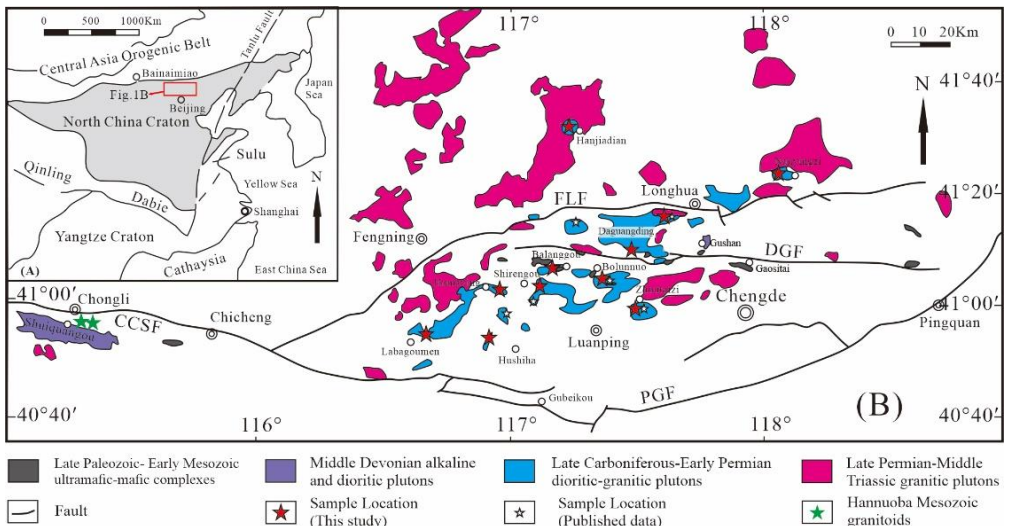 0 500 1000Km
Central Asia Orogenic Belt
Tanlu Fault
Bainaimiao
Japan
Sea
Fig.1B
Beijing
North China Craton
Sulu
Qinling
Yellow Sea
N
Dabie
Shanghai
Yangtze Craton
Cathaysia
East China Sea
(A)
117° 118°
0 10 20Km
41°40′
N
Hanjiadian
41°20′
Longhua
FLF
Fengning
Daguangding
Gushan
DGF
Balanggou
Bolunnuo
Gaositai
Shirengou
41°00′
Chengde
41°00′
Chongli
Pingquan
CCSF
Chicheng
Shuiquangou
Luanping
Labagoumen
Hushiha
PGF
Gubeikou
(B)
40°40′
40°40′
116° 117° 118°
Late Paleozoic- Early Mesozoic
ultramafic-mafic complexes
Middle Devonian alkaline
and dioritic plutons
Late Carboniferous-Early Permian
dioritic-granitic plutons
Late Permian-Middle
Triassic granitic plutons
Fault
Sample Location
(This study)
Sample Location
(Published data)
Hannuoba Mesozoic
granitoid